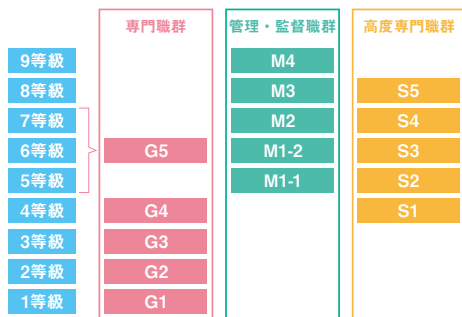 専門職群 管理・監督職群 高度専門職群
9等級 M4
8等級 M3 S5
7等級 M2 S4
6等級 G5 M1-2 S3
5等級 M1-1 S2
4等級 G4 S1
3等級 G3
2等級 G2
1等級 G1